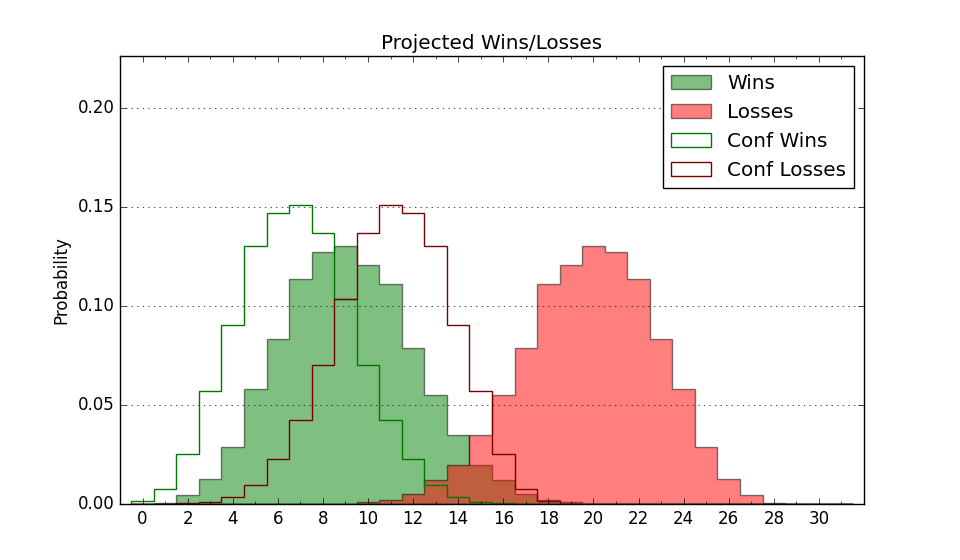 Projected Wins/Losses
Wins
Losses
Conf Wins
Conf Losses
Probability
0.20
0.15
0.10
0.05
0.00
0 2 4 6 8 10 12 14 16 18 20 22 24 26 28 30